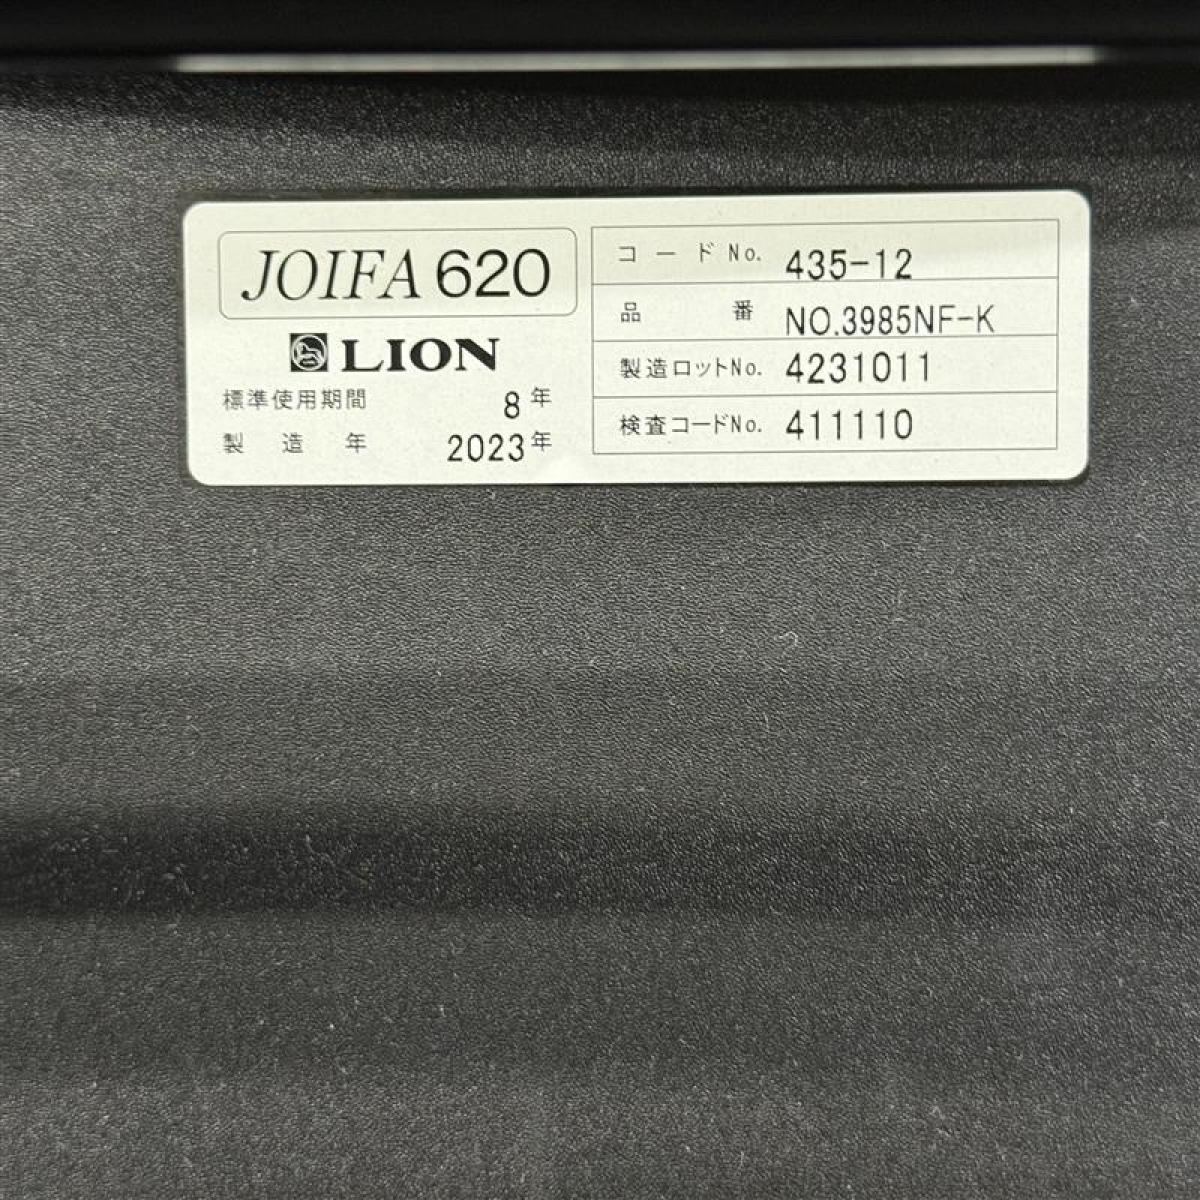 JOIFA 620
LION
標準使用期間 8年
製造年 2023年
コードNo. 435-12
品番 NO.3985NF-K
製造ロットNo. 4231011
検査コードNo. 411110